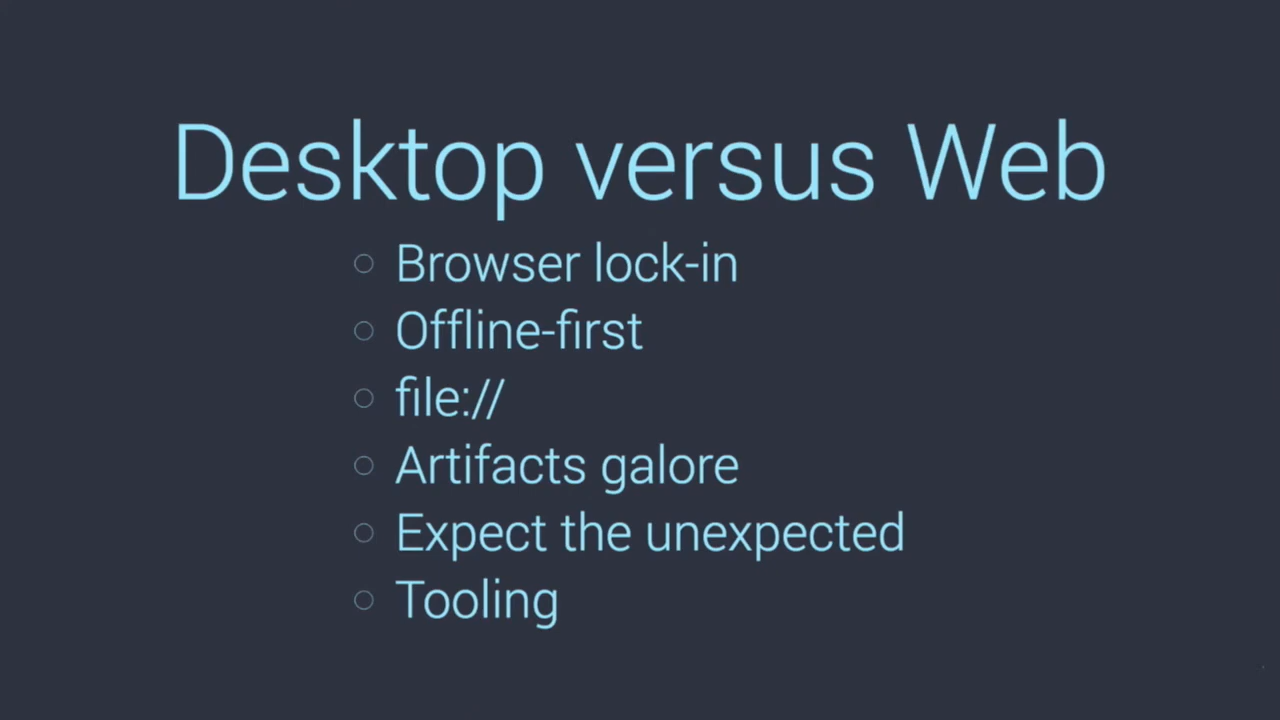 Desktop versus Web
Browser lock-in
Offline-first
file://
Artifacts galore
Expect the unexpected
Tooling